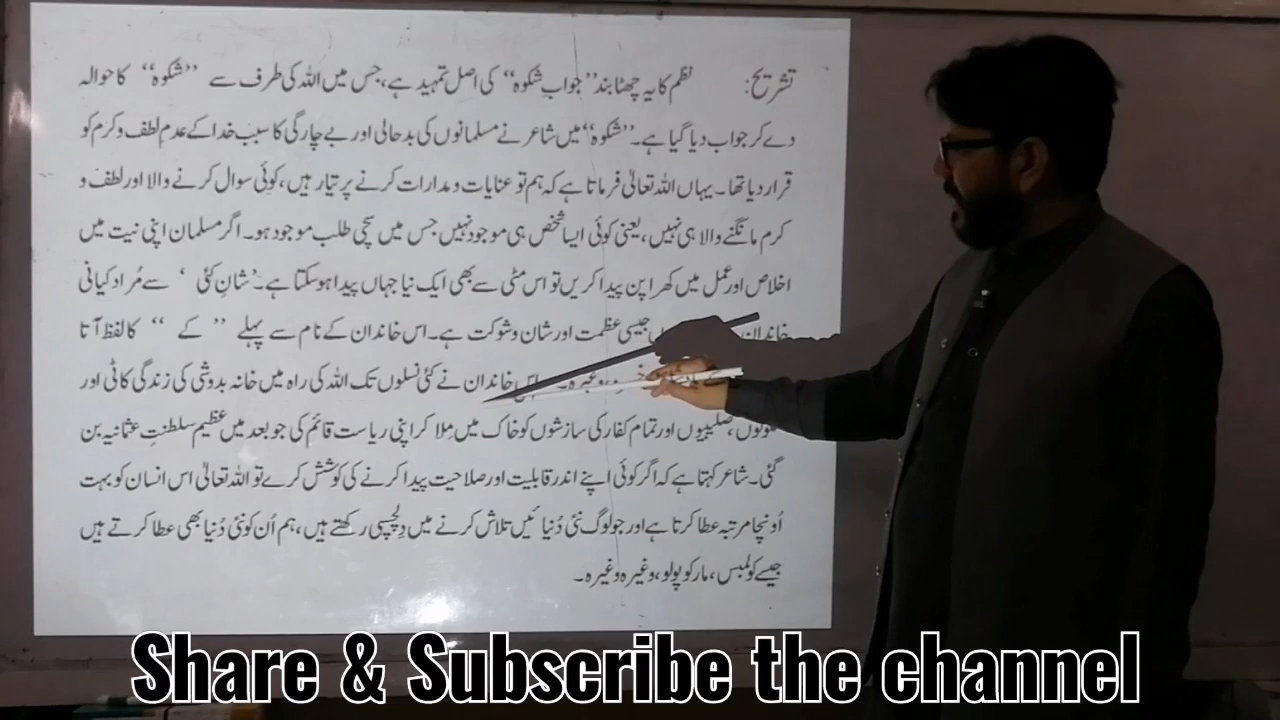 تشریح: نظم کا یہ چھٹا بند ’’جوابِ شکوہ‘‘ کی اصل تمہید ہے، جس میں اللہ کی طرف سے ’’شکوہ‘‘ کا حوالہ
دے کر جواب دیا گیا ہے۔ ’’شکوہ‘‘ میں شاعر نے مسلمانوں کی بدحالی اور بے چارگی کا سبب خدا کے عدمِ لطف و کرم کو
قرار دیا تھا۔ یہاں اللہ تعالیٰ فرماتا ہے کہ ہم تو عنایات و مدارات کرنے پر تیار ہیں، کوئی سوال کرنے والا اور لطف و
کرم مانگنے والا ہی نہیں، یعنی کوئی ایسا شخص ہی موجود نہیں جس میں سچی طلب موجود ہو۔ اگر مسلمان اپنی نیت میں
اخلاص اور عمل میں کھرا پن پیدا کریں تو اس مٹی سے بھی ایک نیا جہاں پیدا ہو سکتا ہے۔ ’شانِ کئی ‘ سے مُراد کیانی
خاندان جیسی عظمت اور شان و شوکت ہے۔ اس خاندان کے نام سے پہلے ’’ کے ‘‘ کا لفظ آتا
وغیرہ۔ اس خاندان نے کئی نسلوں تک اللہ کی راہ میں خانہ بدوشی کی زندگی کاٹی اور
صلیبیوں اور تمام کفار کی سازشوں کو خاک میں مِلا کر اپنی ریاست قائم کی جو بعد میں عظیم سلطنتِ عثمانیہ بن
گئی۔ شاعر کہتا ہے کہ اگر کوئی اپنے اندر قابلیت اور صلاحیت پیدا کرنے کی کوشش کرے تو اللہ تعالیٰ اس انسان کو بہت
اُونچا مرتبہ عطا کرتا ہے اور جو لوگ نئی دُنیائیں تلاش کرنے میں دِلچسپی رکھتے ہیں، ہم اُن کو نئی دُنیا بھی عطا کرتے ہیں
جیسے کولمبس، مارکو پولو، وغیرہ وغیرہ۔
Share & Subscribe the channel